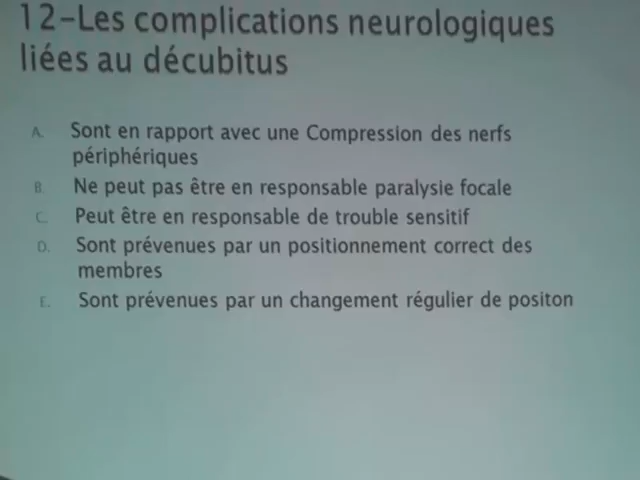 12-Les complications neurologiques
liées au décubitus
A. Sont en rapport avec une Compression des nerfs
périphériques
B. Ne peut pas être en responsable paralysie focale
C. Peut être en responsable de trouble sensitif
D. Sont prévenues par un positionnement correct des
membres
E. Sont prévenues par un changement régulier de positon